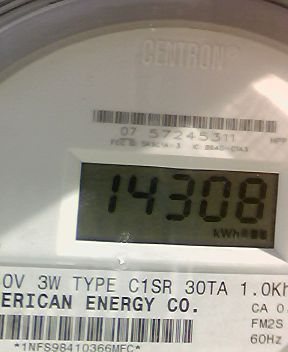 CENTRON
07 57245311
14308
kWh
0V 3W TYPE C1SR 30TA 1.0Kh
ERICAN ENERGY CO.
CA 0.
FM2S
60Hz
*1NFS98410366MFC*